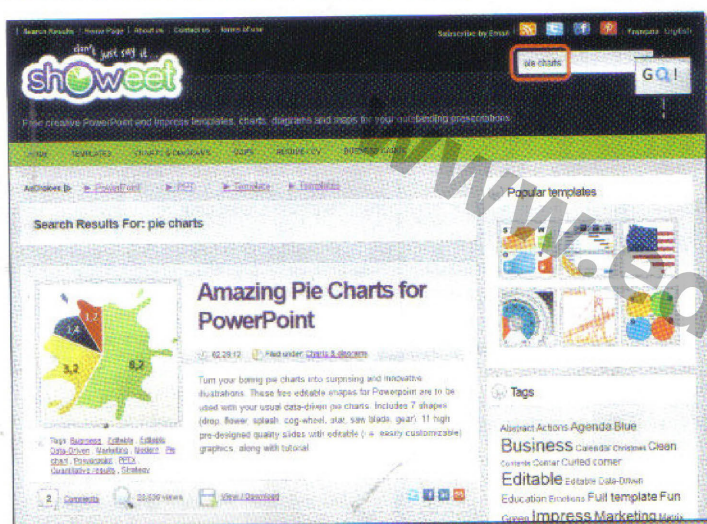 Search Results | Home Page | About us | Contact us | Terms of use
Subscribe by Email
Français English
don't just say it...
showeet
pie charts
GO!
Free creative PowerPoint and Impress templates, charts, diagrams and maps for your outstanding presentations
HOME TEMPLATES CHARTS & DIAGRAMS MAPS RESUME / CV BUSINESS CARDS
AdChoices ▶ PowerPoint ▶ PPT ▶ Template ▶ Templates
Search Results For: pie charts
Amazing Pie Charts for
PowerPoint
02.28.12 Filed under: Charts & diagrams
1,2
1,4
3,2
8,2
Turn your boring pie charts into surprising and innovative
illustrations. These free editable shapes for Powerpoint are to be
used with your usual data-driven pie charts. Includes 7 shapes
(drop, flower, splash, cog-wheel, star, saw blade, gear). 11 high
pre-designed quality slides with editable (i.e. easily customizable)
graphics, along with tutorial
Tags: Business, Editable, Editable
Data-Driven, Marketing, Modern, Pie
chart, Powerpoint, PPTX,
Quantitative results, Strategy
2 Comments views View / Download
Popular templates
S W
O T
Tags
Abstract Actions Agenda Blue
Business Calendar Christmas Clean
Contents Corner Curled corner
Editable Editable Data-Driven
Education Emotions Full template Fun
Green Impress Marketing Matrix
www.ed